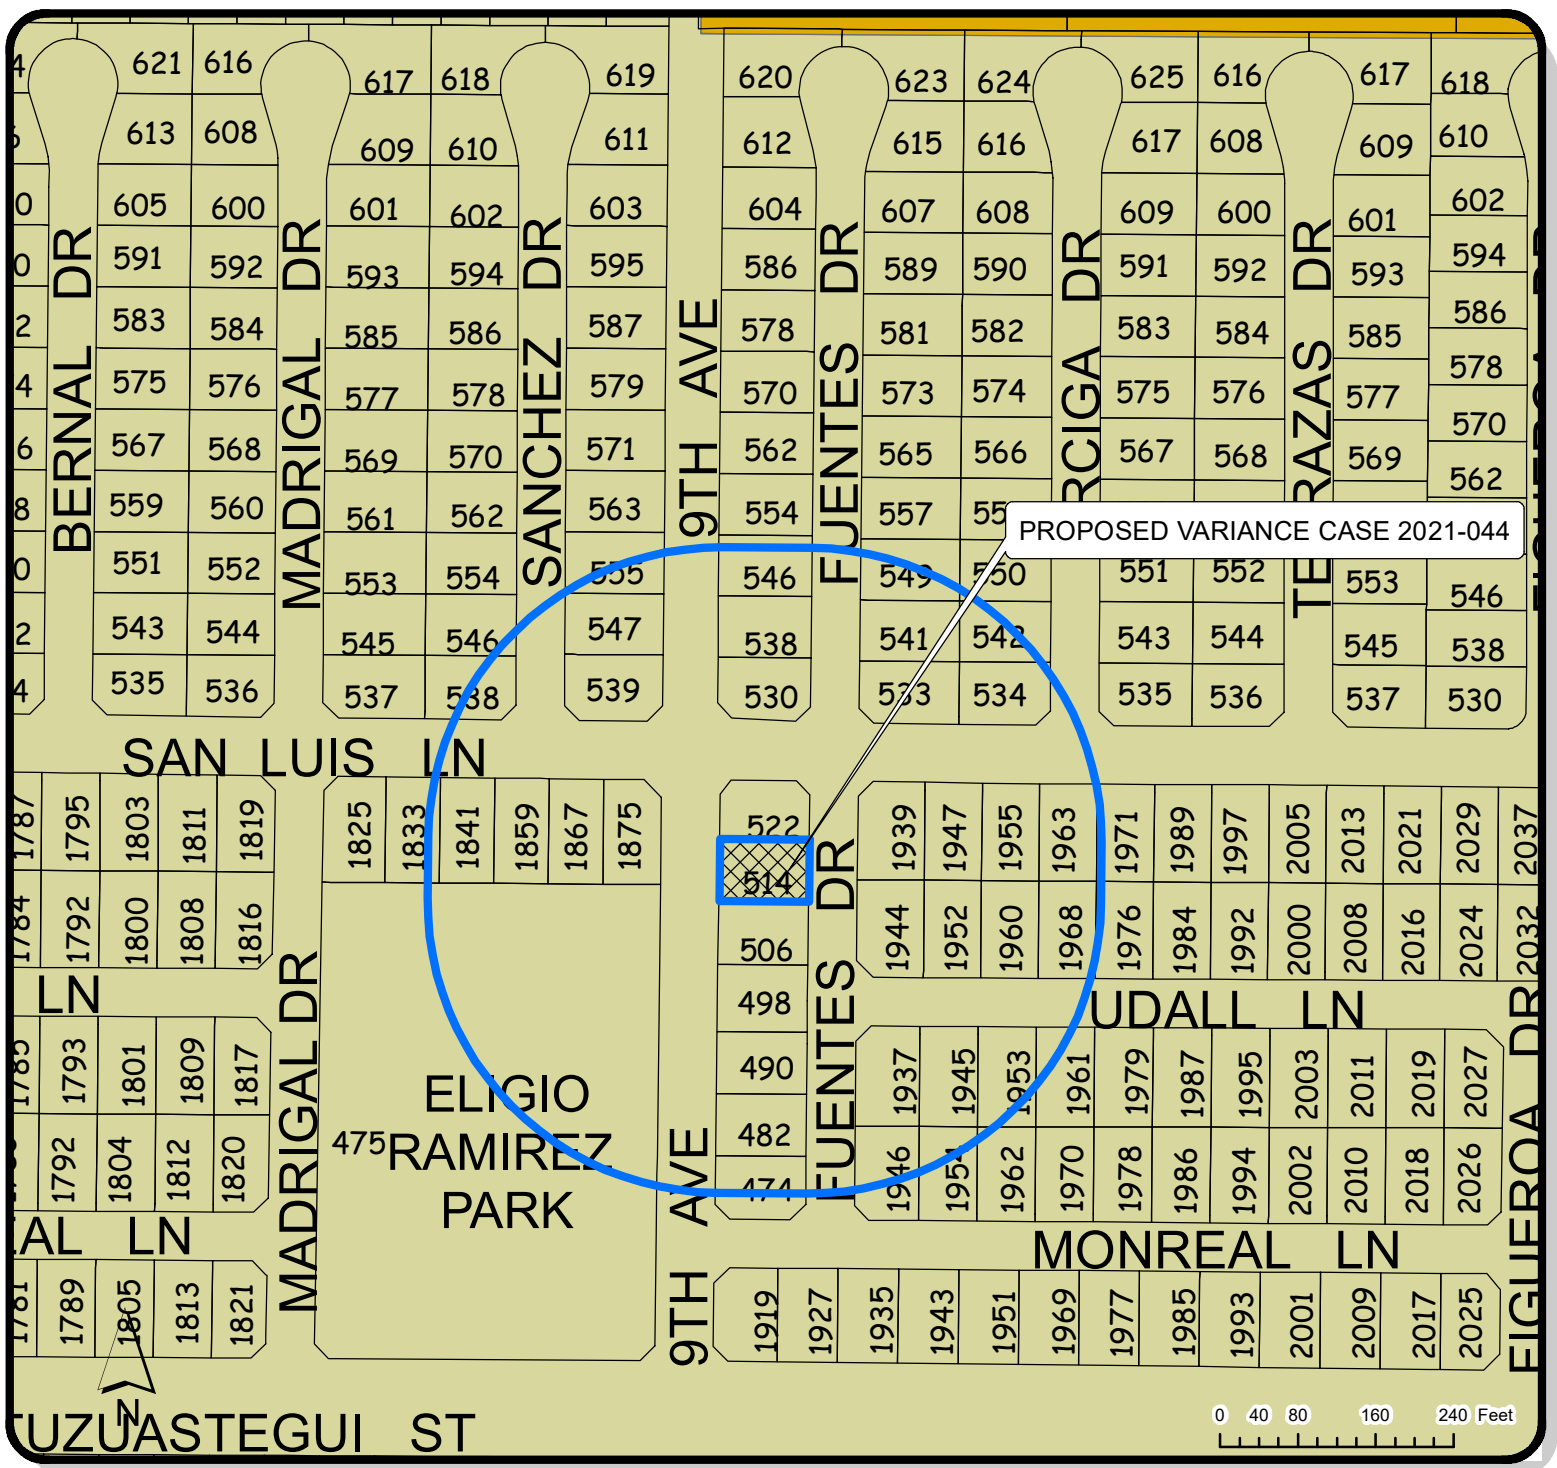 621 616 617 618 619 620 623 624 625 616 617 618
613 608 609 610 611 612 615 616 617 608 609 610
605 600 601 602 603 604 607 608 609 600 601 602
591 592 593 594 595 586 589 590 591 592 593 594
583 584 585 586 587 578 581 582 583 584 585 586
575 576 577 578 579 570 573 574 575 576 577 578
567 568 569 570 571 562 565 566 567 568 569 570
559 560 561 562 563 554 557 562
551 552 553 554 555 546 549 550 551 552 553 546
543 544 545 546 547 538 541 542 543 544 545 538
535 536 537 538 539 530 533 534 535 536 537 530
BERNAL DR
MADRIGAL DR
SANCHEZ DR
9TH AVE
FUENTES DR
RCIGA DR
PROPOSED VARIANCE CASE 2021-044
SAN LUIS LN
1787 1795 1803 1811 1819 1825 1833 1841 1859 1867 1875 522 1939 1947 1955 1963 1971 1989 1997 2005 2013 2021 2029 2037
514
1784 1792 1800 1808 1816 506 1944 1952 1960 1968 1976 1984 1992 2000 2008 2016 2024 2032
LN
MADRIGAL DR
498
FUENTES DR
UDALL LN
1785 1793 1801 1809 1817 490 1937 1945 1953 1961 1979 1987 1995 2003 2011 2019 2027
ELIGIO
475 RAMIREZ
PARK
1792 1804 1812 1820 482 1946 1954 1962 1970 1978 1986 1994 2002 2010 2018 2026
474
9TH AVE
FIGUEROA DR
LN
MONREAL LN
1781 1789 1805 1813 1821 1919 1927 1935 1943 1951 1969 1977 1985 1993 2001 2009 2017 2025
N
TUZUASTEGUI ST
0 40 80 160 240 Feet